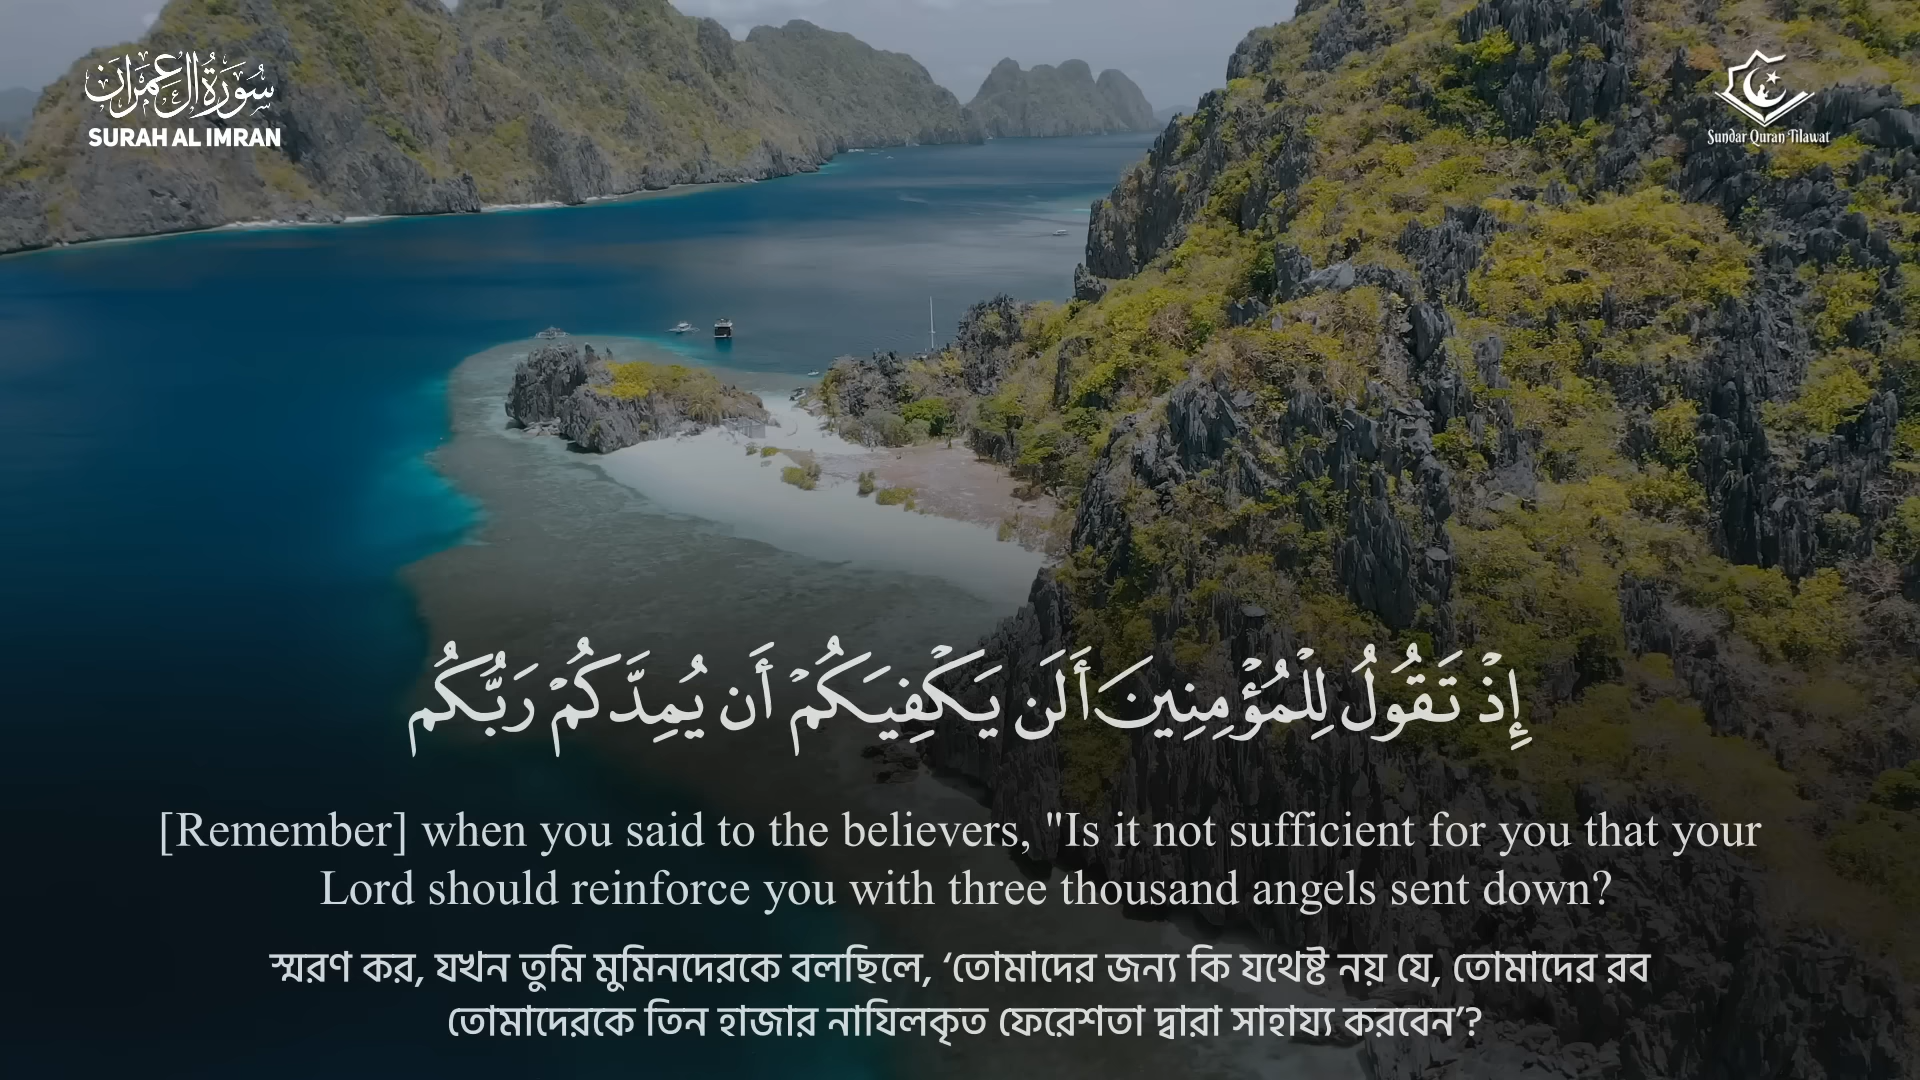 سُورَةُ آلِ عِمْرَان
SURAH AL IMRAN
Sundar Quran Tilawat
إِذْ تَقُولُ لِلْمُؤْمِنِينَ أَلَن يَكْفِيَكُمْ أَن يُمِدَّكُمْ رَبُّكُم
[Remember] when you said to the believers, "Is it not sufficient for you that your
Lord should reinforce you with three thousand angels sent down?
স্মরণ কর, যখন তুমি মুমিনদেরকে বলছিলে, ‘তোমাদের জন্য কি যথেষ্ট নয় যে, তোমাদের রব
তোমাদেরকে তিন হাজার নাযিলকৃত ফেরেশতা দ্বারা সাহায্য করবেন’?